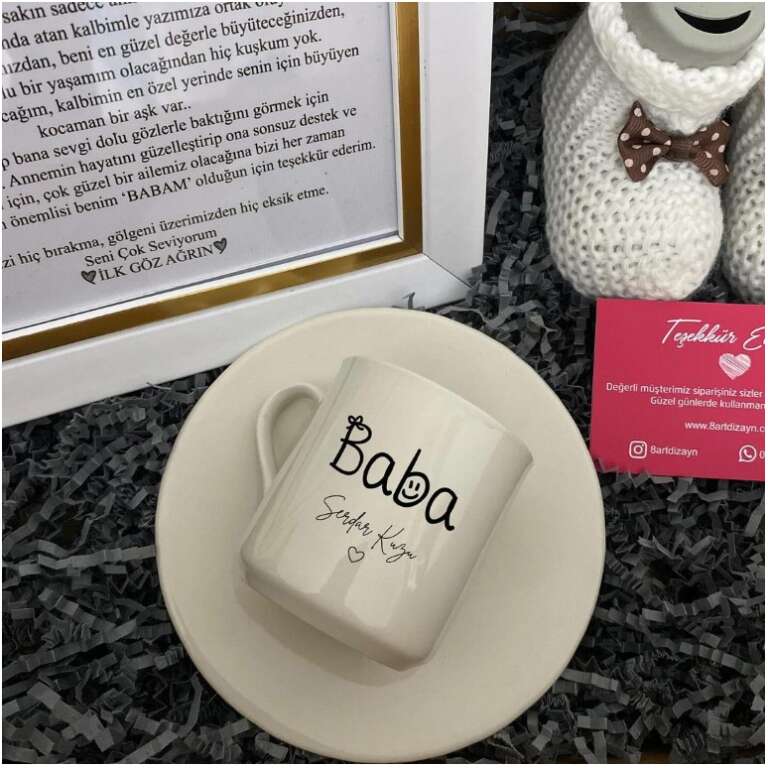 sakın sadece
nda atan kalbimle yazımıza ortak
ızdan, beni en güzel değerle büyüteceğinizden,
lu bir yaşamım olacağından hiç kuşkum yok.
cağım, kalbimin en özel yerinde senin için büyüyen
kocaman bir aşk var..
p bana sevgi dolu gözlerle baktığını görmek için
. Annemin hayatını güzelleştirip ona sonsuz destek ve
için, çok güzel bir ailemiz olacağına bizi her zaman
n önemlisi benim ‘BABAM’ olduğun için teşekkür ederim.
zi hiç bırakma, gölgeni üzerimizden hiç eksik etme.
Seni Çok Seviyorum
İLK GÖZ AĞRIN
Baba
Serdar Kuzu
Teşekkür E
Değerli müşterimiz siparişiniz sizler
Güzel günlerde kullanman
www.8artdizayn.c
8artdizayn
0